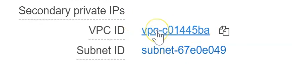 Secondary private IPs
VPC ID vpc-c01445ba
Subnet ID subnet-67e0e049